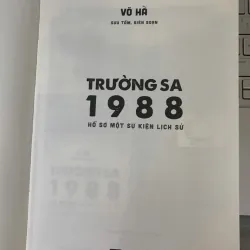 VÕ HÀ
SƯU TẦM, BIÊN SOẠN
TRƯỜNG SA
1988
HỒ SƠ MỘT SỰ KIỆN LỊCH SỬ